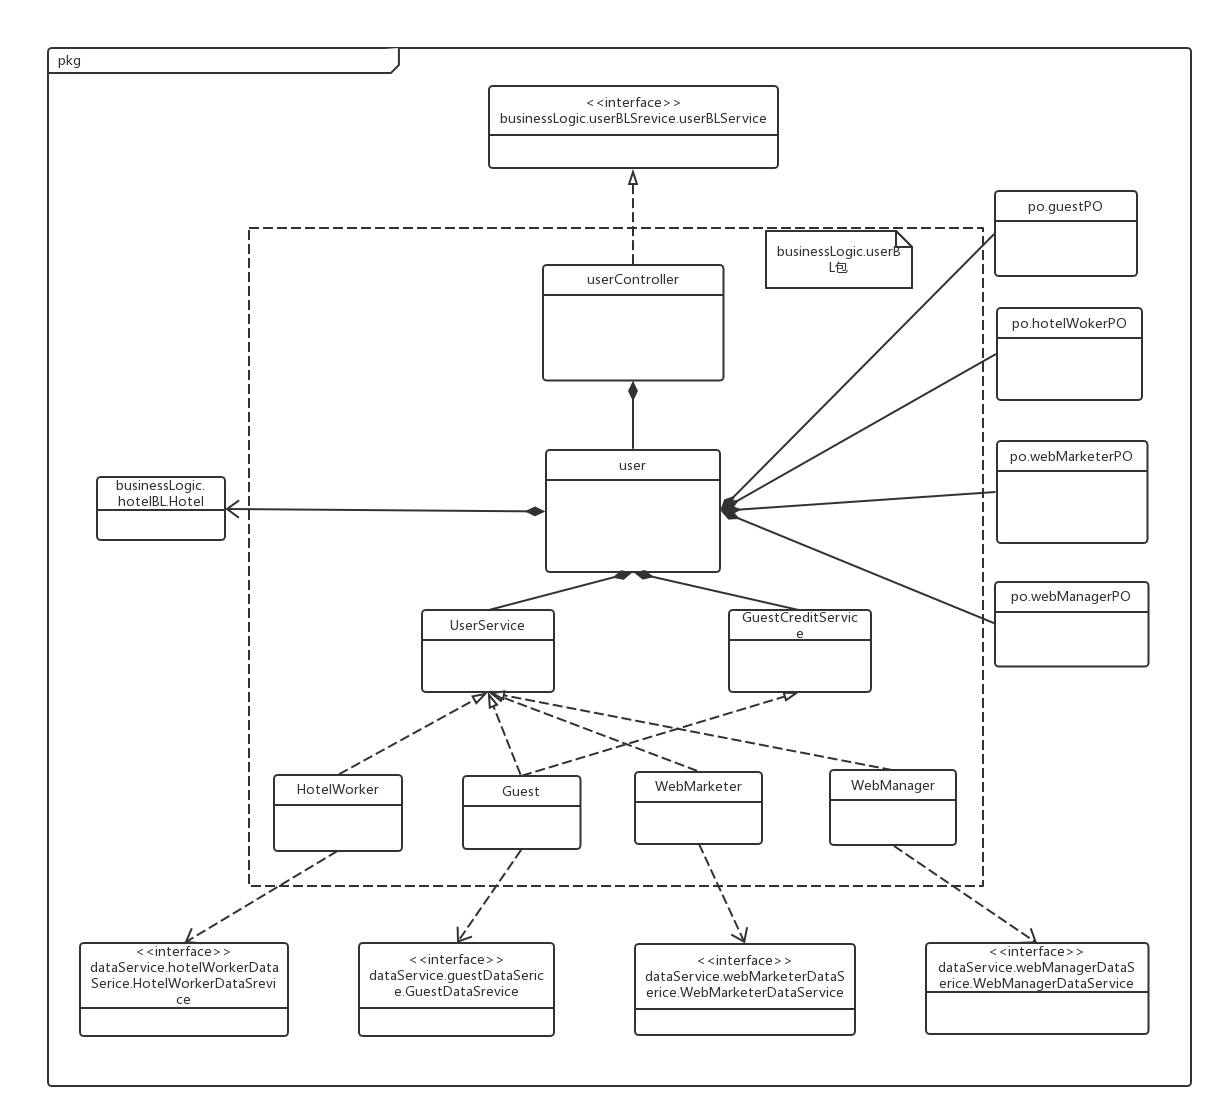 pkg
<<interface>>
businessLogic.userBLSrevice.userBLService
po.guestPO
businessLogic.userB
L包
userController
po.hotelWokerPO
user
po.webMarketerPO
businessLogic.
hotelBL.Hotel
po.webManagerPO
UserService
GuestCreditServic
e
HotelWorker
Guest
WebMarketer
WebManager
<<interface>>
dataService.hotelWorkerData
SSerice.HotelWorkerDataSrevi
ce
<<interface>>
dataService.guestDataSeric
e.GuestDataSrevice
<<interface>>
dataService.webMarketerDataS
erice.WebMarketerDataService
<<interface>>
dataService.webManagerDataS
erice.WebManagerDataService